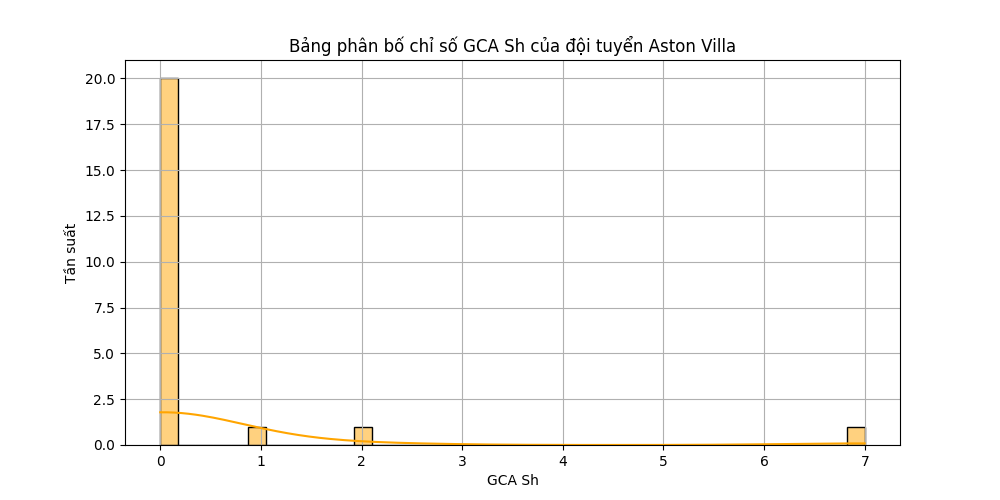 Bảng phân bố chỉ số GCA Sh của đội tuyển Aston Villa
20.0
17.5
15.0
12.5
10.0
7.5
5.0
2.5
0.0
Tần suất
0 1 2 3 4 5 6 7
GCA Sh